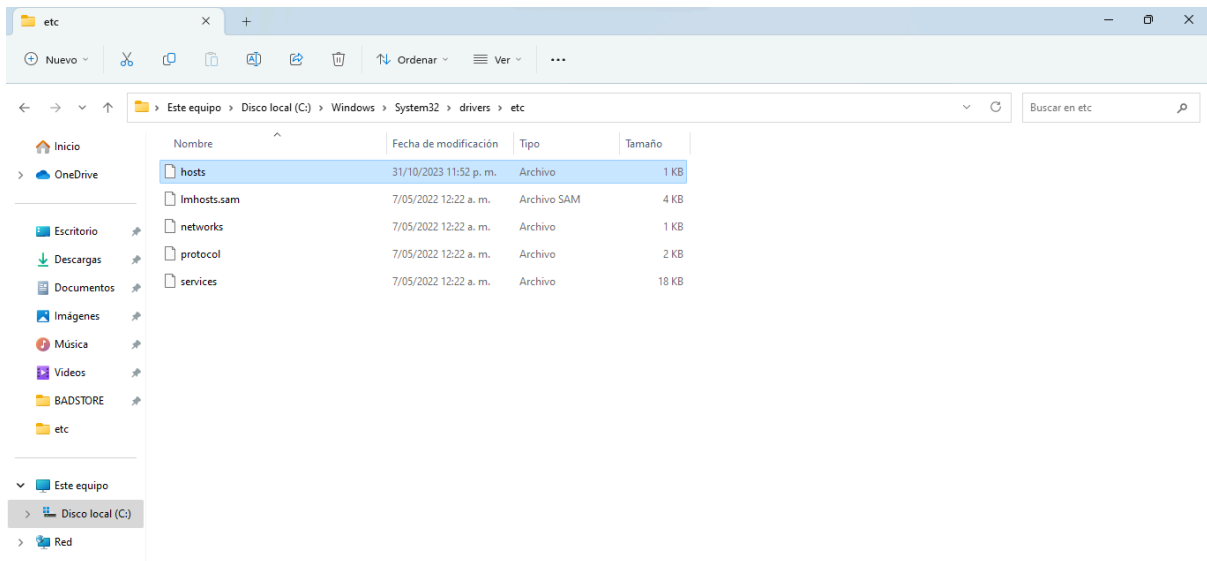 etc
Nuevo
Ordenar
Ver
Este equipo > Disco local (C:) > Windows > System32 > drivers > etc
Buscar en etc
Inicio
OneDrive
Escritorio
Descargas
Documentos
Imágenes
Música
Videos
BADSTORE
etc
Este equipo
Disco local (C:)
Red
Nombre Fecha de modificación Tipo Tamaño
hosts 31/10/2023 11:52 p. m. Archivo 1 KB
lmhosts.sam 7/05/2022 12:22 a. m. Archivo SAM 4 KB
networks 7/05/2022 12:22 a. m. Archivo 1 KB
protocol 7/05/2022 12:22 a. m. Archivo 2 KB
services 7/05/2022 12:22 a. m. Archivo 18 KB